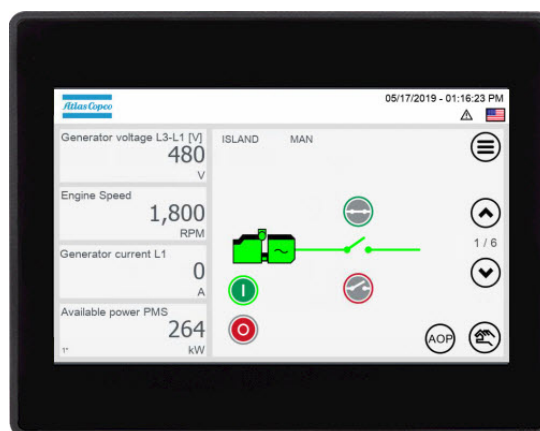 Atlas Copco
05/17/2019 - 01:16:23 PM
Generator voltage L3-L1 [V]
480
V
Engine Speed
1,800
RPM
Generator current L1
0
A
Available power PMS
264
kW
ISLAND MAN
1 / 6
I
O
AOP